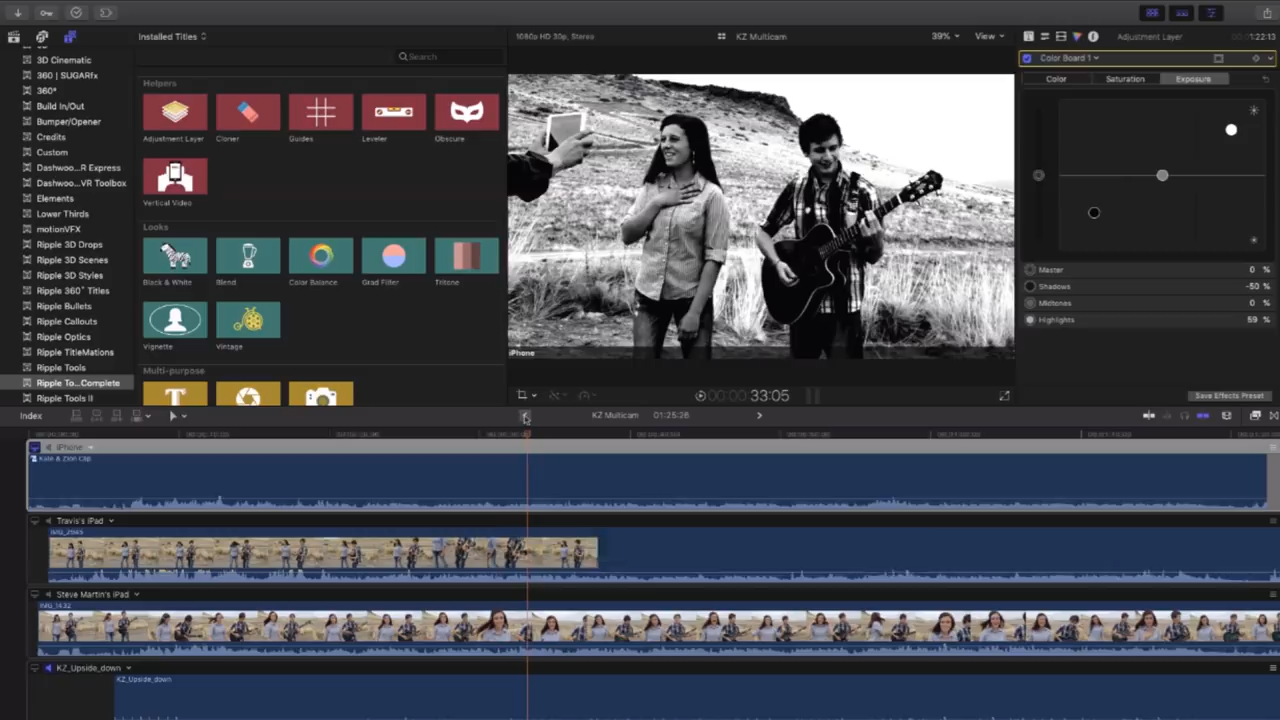 Installed Titles
1080p HD 30p, Stereo
KZ Multicam
39%
View
Adjustment Layer
1:22:13
3D Cinematic
360 | SUGARfx
360°
Build In/Out
Bumper/Opener
Credits
Custom
Dashwoo...R Express
Dashwoo...VR Toolbox
Elements
Lower Thirds
motionVFX
Ripple 3D Drops
Ripple 3D Scenes
Ripple 3D Styles
Ripple 360° Titles
Ripple Bullets
Ripple Callouts
Ripple Optics
Ripple TitleMations
Ripple Tools
Ripple To...Complete
Ripple Tools II
Search
Helpers
Adjustment Layer
Cloner
Guides
Leveler
Obscure
Vertical Video
Looks
Black & White
Blend
Color Balance
Grad Filter
Tritone
Vignette
Vintage
Multi-purpose
T
iPhone
33:05
Color Board 1
Color
Saturation
Exposure
Master 0 %
Shadows -50 %
Midtones 0 %
Highlights 59 %
Save Effects Preset
Index
KZ Multicam
01:25:26
iPhone
Kate & Zion Clip
Travis's iPad
Steve Martin's iPad
IMG_1432
KZ_Upside_down
KZ_Upside_down